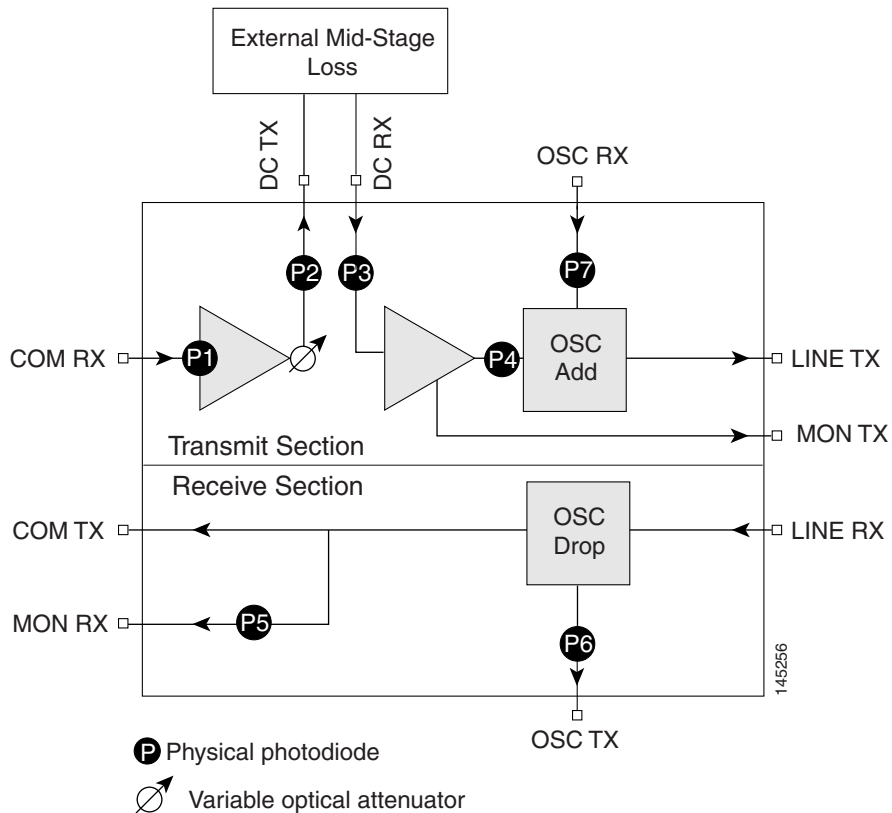 External Mid-Stage
Loss
DC TX
DC RX
OSC RX
P2
P3
P7
COM RX
P1
P4
OSC
Add
LINE TX
MON TX
Transmit Section
Receive Section
COM TX
OSC
Drop
LINE RX
MON RX
P5
P6
145256
OSC TX
P Physical photodiode
Variable optical attenuator